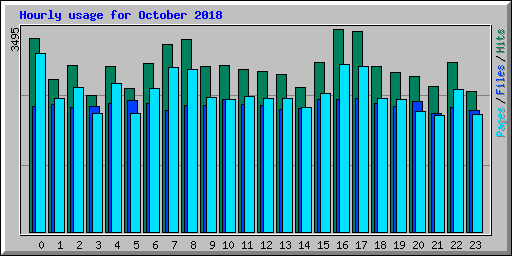 Hourly usage for October 2018
3495
Pages / Files / Hits
0 1 2 3 4 5 6 7 8 9 10 11 12 13 14 15 16 17 18 19 20 21 22 23